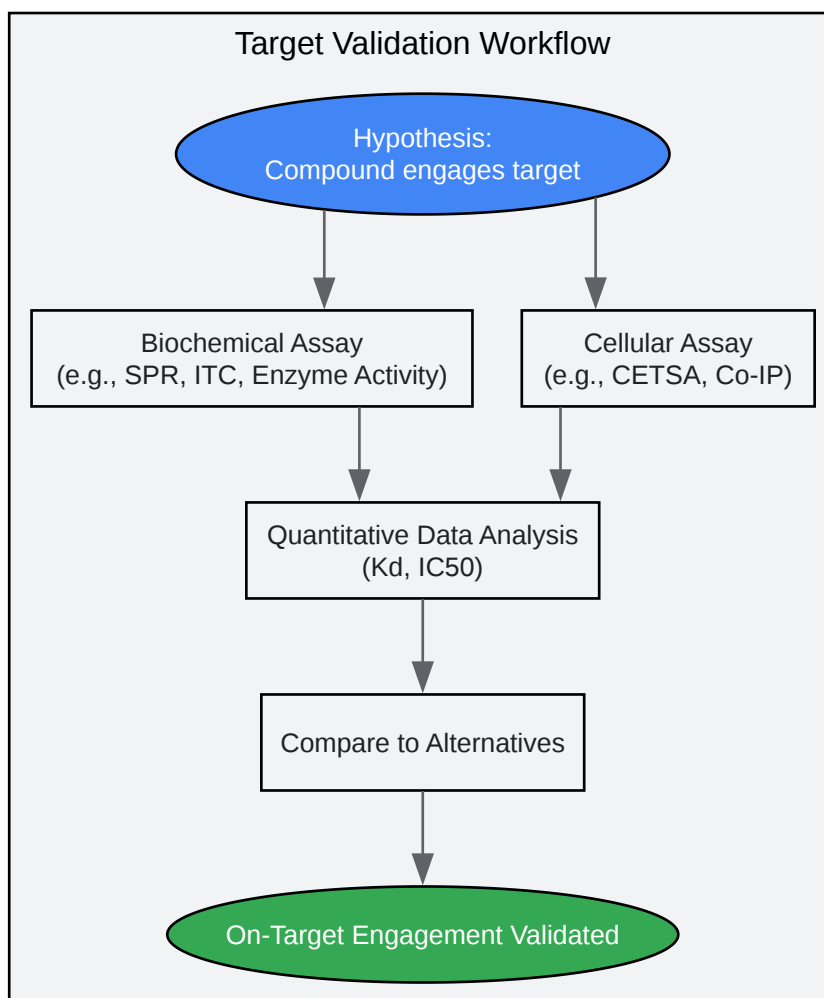 Target Validation Workflow
Hypothesis:
Compound engages target
Biochemical Assay
(e.g., SPR, ITC, Enzyme Activity)
Cellular Assay
(e.g., CETSA, Co-IP)
Quantitative Data Analysis
(Kd, IC50)
Compare to Alternatives
On-Target Engagement Validated